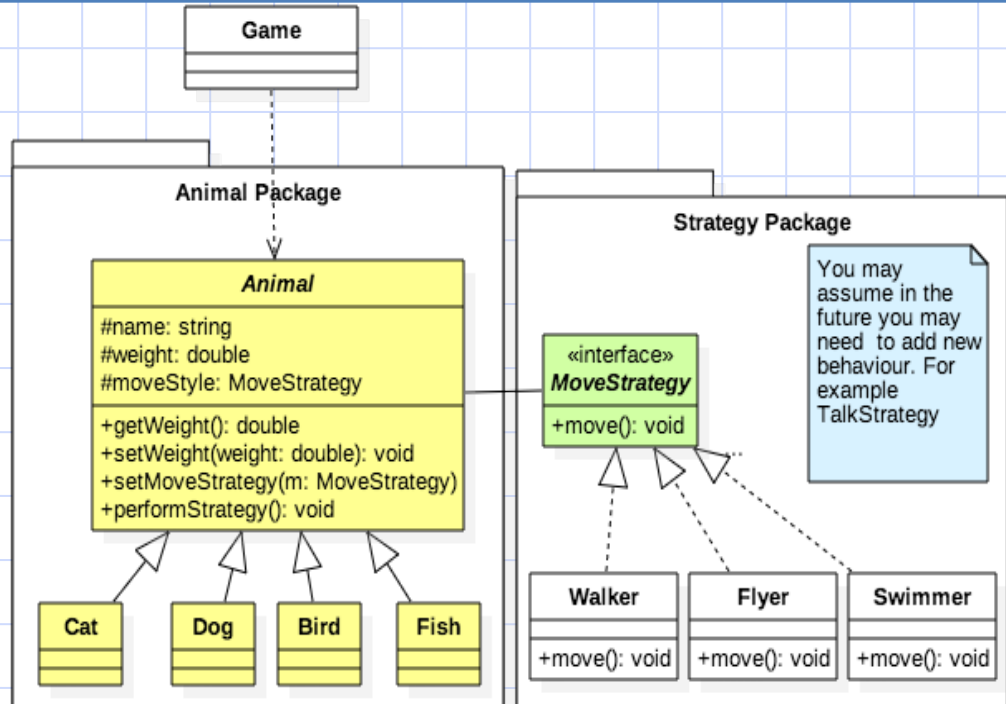 Game
Animal Package
Animal
#name: string
#weight: double
#moveStyle: MoveStrategy
+getWeight(): double
+setWeight(weight: double): void
+setMoveStrategy(m: MoveStrategy)
+performStrategy(): void
Cat
Dog
Bird
Fish
Strategy Package
You may
assume in the
future you may
need  to add new
behaviour. For
example
TalkStrategy
«interface»
MoveStrategy
+move(): void
...
Walker
+move(): void
Flyer
+move(): void
Swimmer
+move(): void